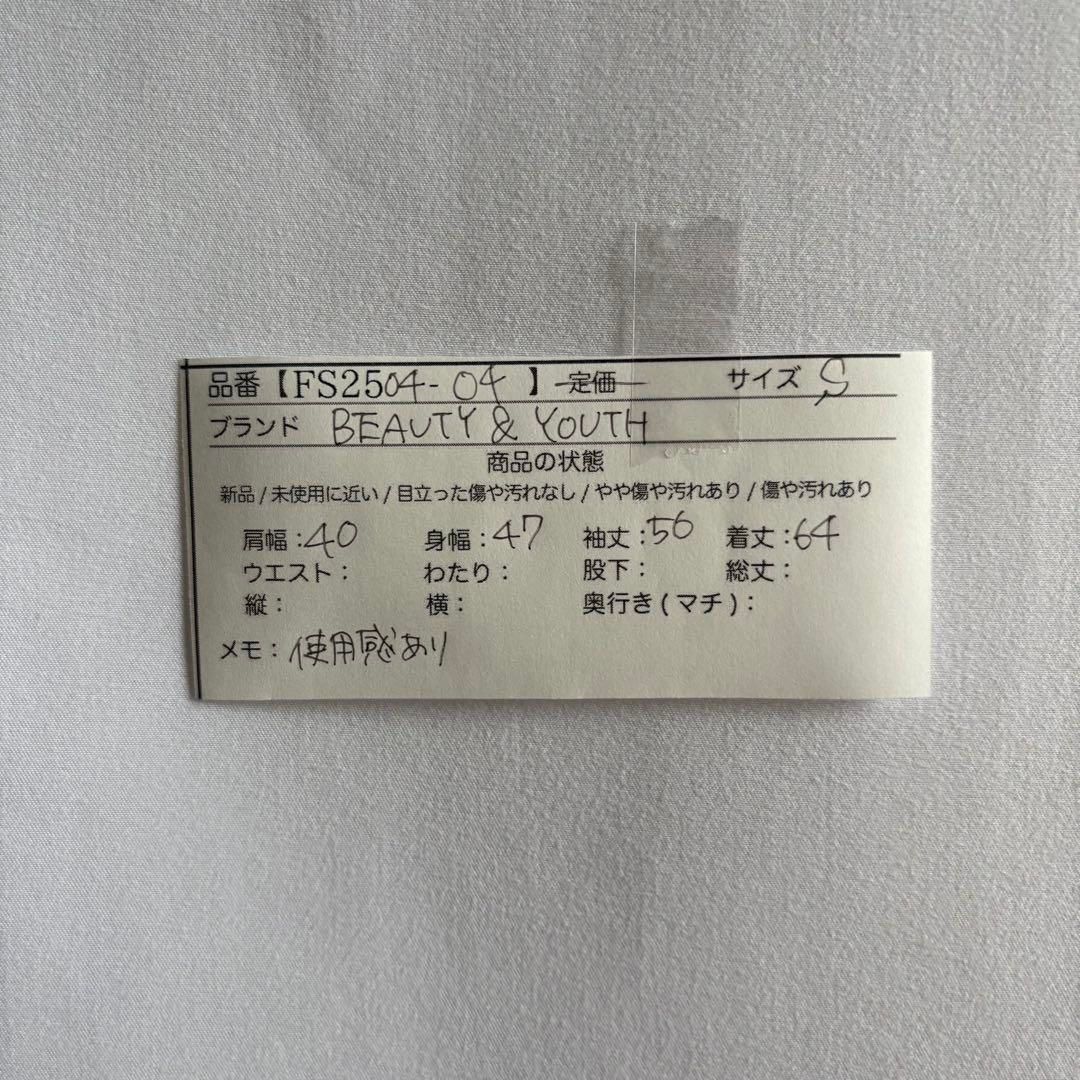 品番【FS2504-04】定価 サイズ S
ブランド BEAUTY & YOUTH
商品の状態
新品 / 未使用に近い / 目立った傷や汚れなし / やや傷や汚れあり / 傷や汚れあり
肩幅:40 身幅:47 袖丈:56 着丈:64
ウエスト: わたり: 股下: 総丈:
縦: 横: 奥行き(マチ):
メモ:使用感あり